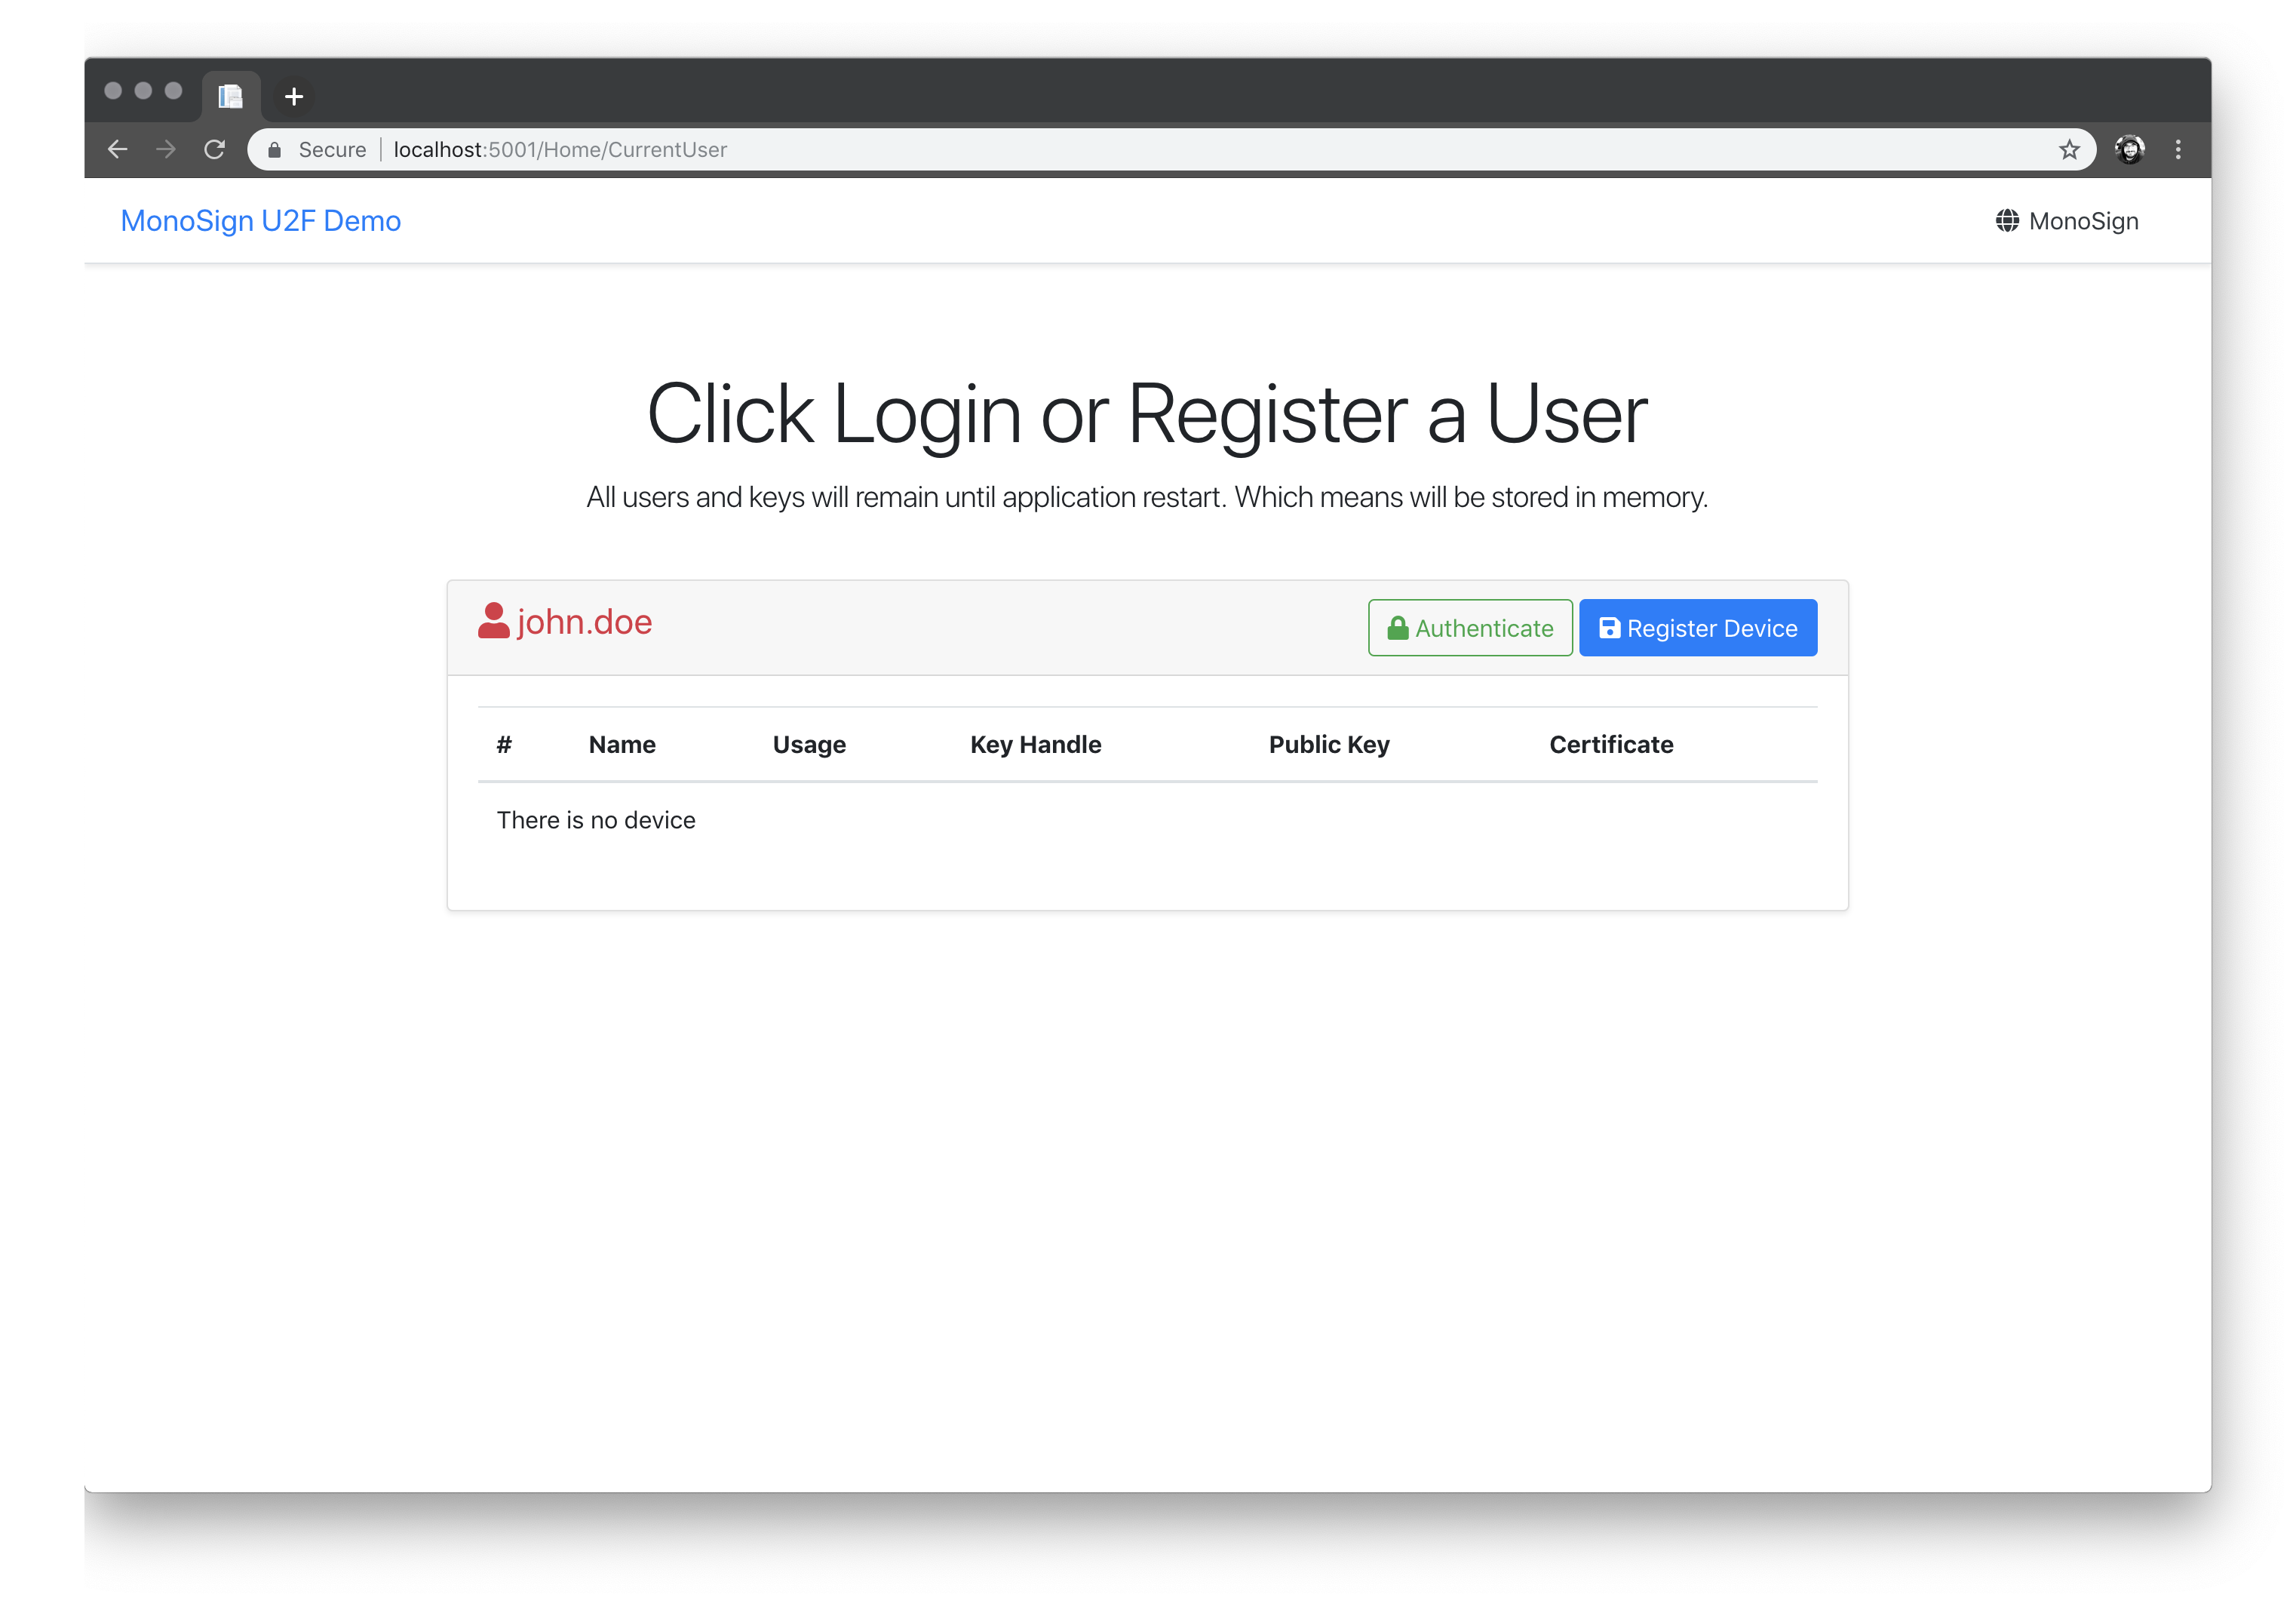 Secure localhost:5001/Home/CurrentUser
MonoSign U2F Demo
MonoSign
Click Login or Register a User
All users and keys will remain until application restart. Which means will be stored in memory.
john.doe
Authenticate
Register Device
# Name Usage Key Handle Public Key Certificate
There is no device